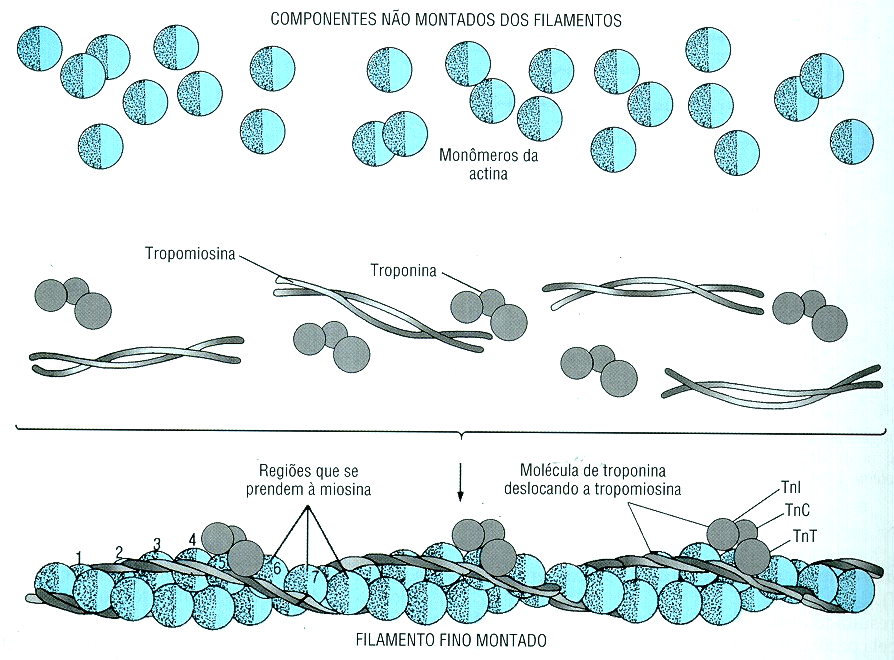 COMPONENTES NÃO MONTADOS DOS FILAMENTOS
Monômeros da
actina
Tropomiosina
Troponina
Regiões que se
prendem à miosina
Molécula de troponina
deslocando a tropomiosina
TnI
TnC
TnT
1
2
3
4
5
6
7
FILAMENTO FINO MONTADO